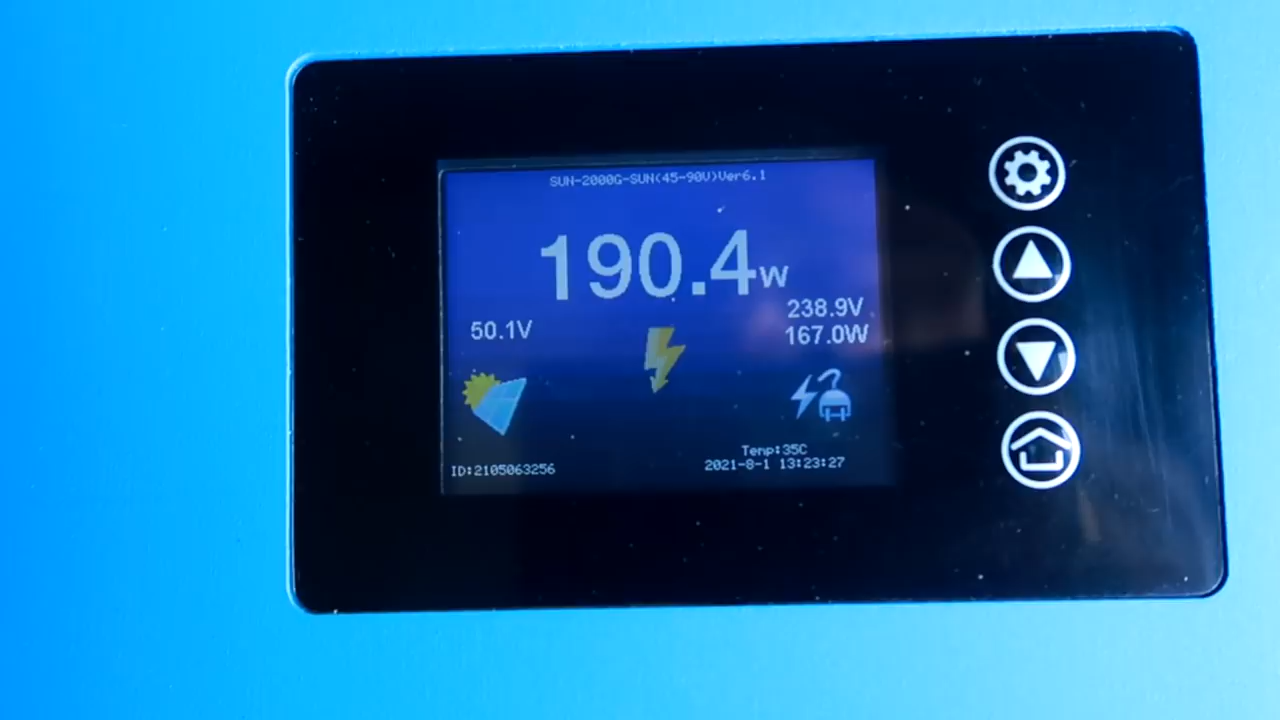 SUN-2000G-SUN(45-90V)Ver6.1
190.4W
238.9V
50.1V
167.0W
Temp:35C
ID:2105063256
2021-8-1 13:23:27